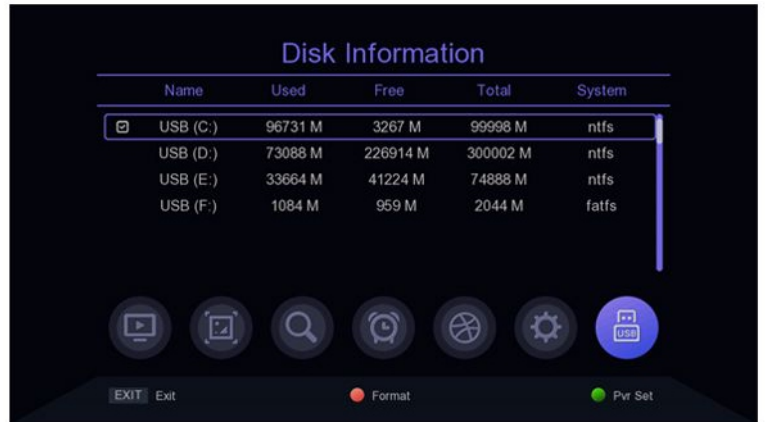 Disk Information
Name Used Free Total System
USB (C:) 96731 M 3267 M 99998 M ntfs
USB (D:) 73088 M 226914 M 300002 M ntfs
USB (E:) 33664 M 41224 M 74888 M ntfs
USB (F:) 1084 M 959 M 2044 M fatfs
USB
EXIT Exit Format Pvr Set